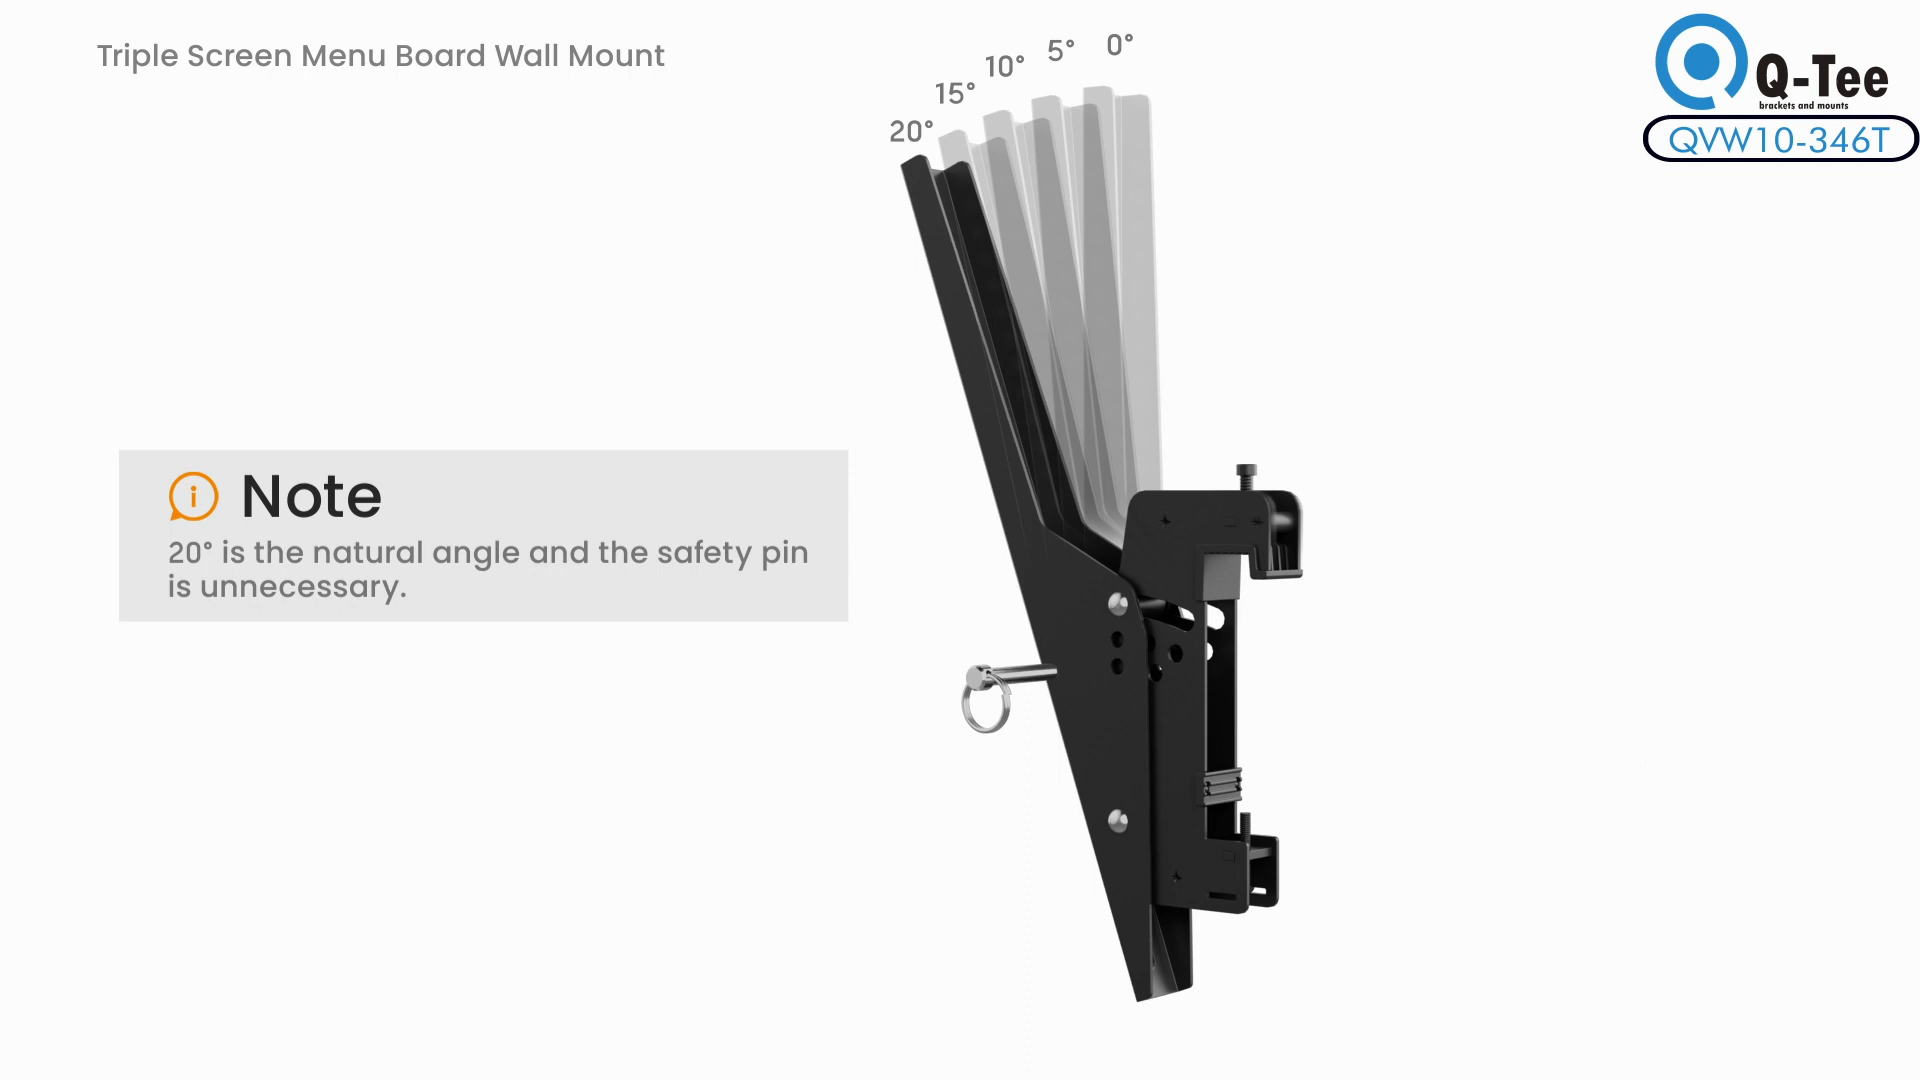 Triple Screen Menu Board Wall Mount
20° 15° 10° 5° 0°
Q-Tee
brackets and mounts
QVW10-346T
Note
20° is the natural angle and the safety pin
is unnecessary.